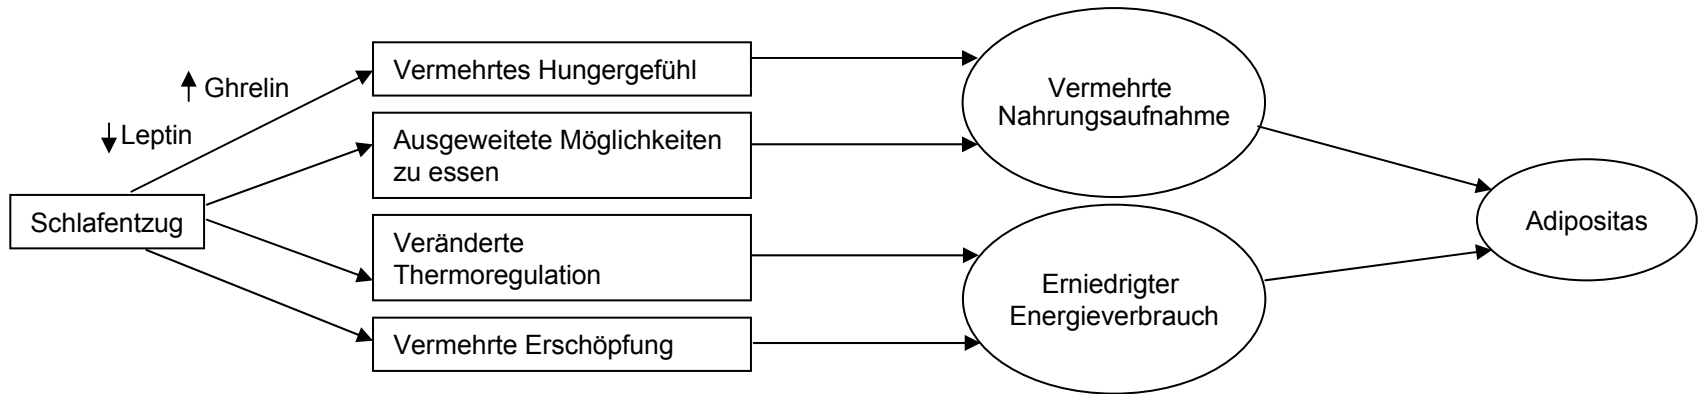 Schlafentzug
↓ Leptin
↑ Ghrelin
Vermehrtes Hungergefühl
Ausgeweitete Möglichkeiten
zu essen
Veränderte
Thermoregulation
Vermehrte Erschöpfung
Vermehrte
Nahrungsaufnahme
Erniedrigter
Energieverbrauch
Adipositas